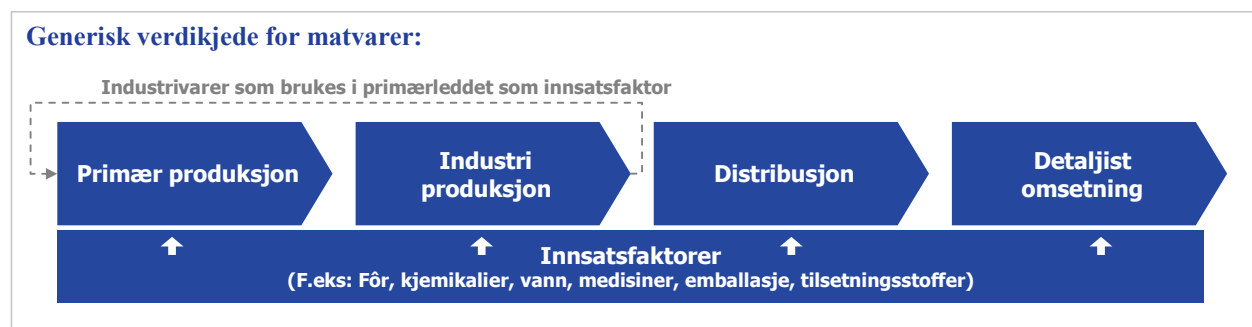 Generisk verdikjede for matvarer:
Industrivarer som brukes i primærleddet som innsatsfaktor
Primær produksjon
Industri
produksjon
Distribusjon
Detaljist
omsetning
Innsatsfaktorer
(F.eks: Fôr, kjemikalier, vann, medisiner, emballasje, tilsetningsstoffer)